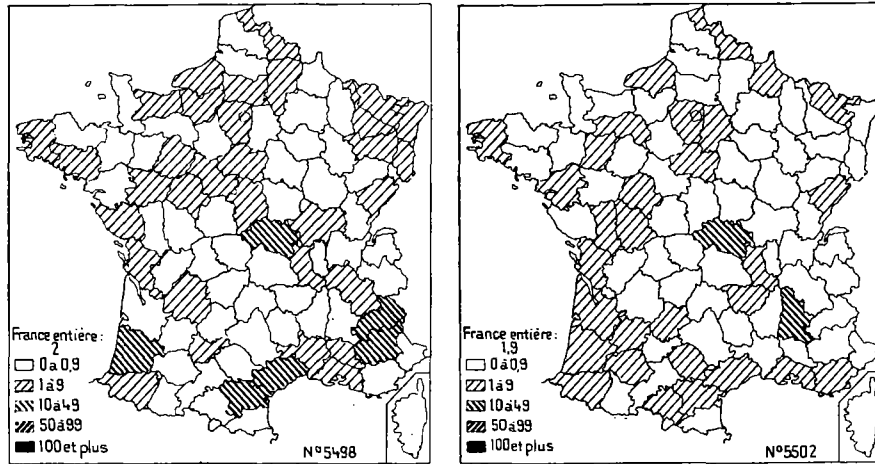 France entière :
2
0 à 0,9
1 à 9
10 à 49
50 à 99
100 et plus
N° 5498
France entière :
1,9
0 à 0,9
1 à 9
10 à 49
50 à 99
100 et plus
N° 5502